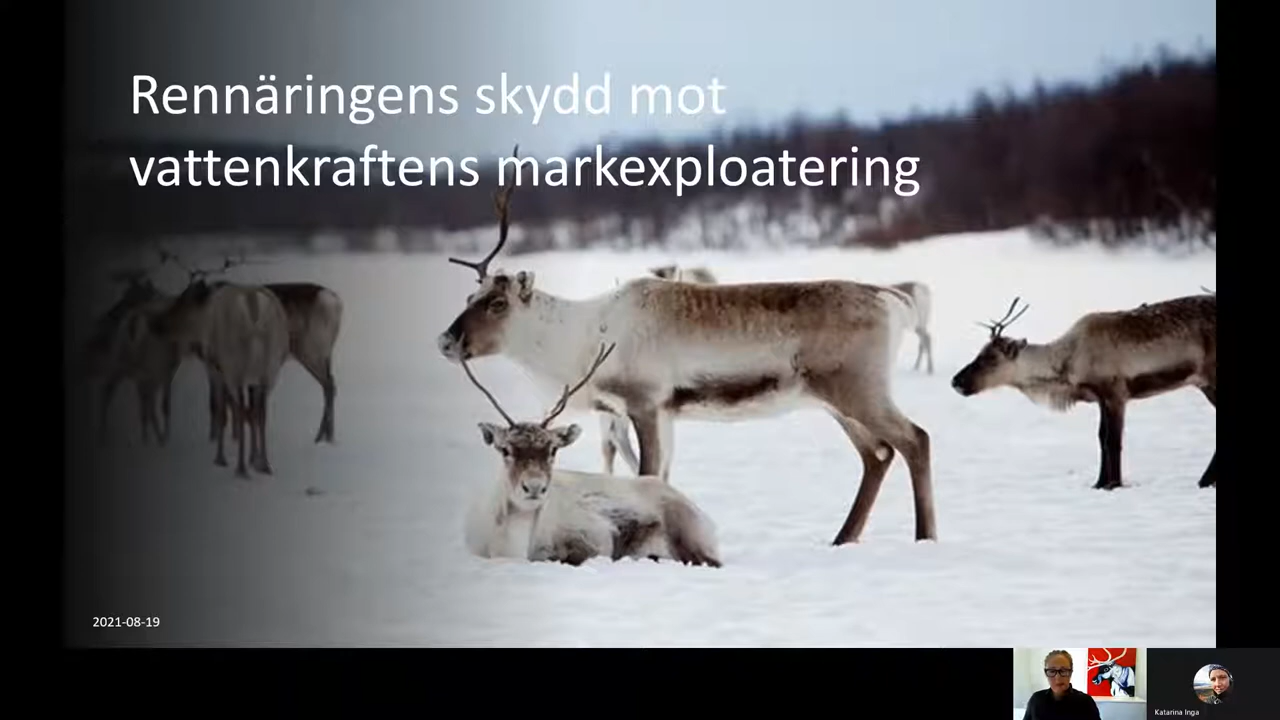 Rennäringens skydd mot
vattenkraftens markexploatering
2021-08-19
Katarina Inga